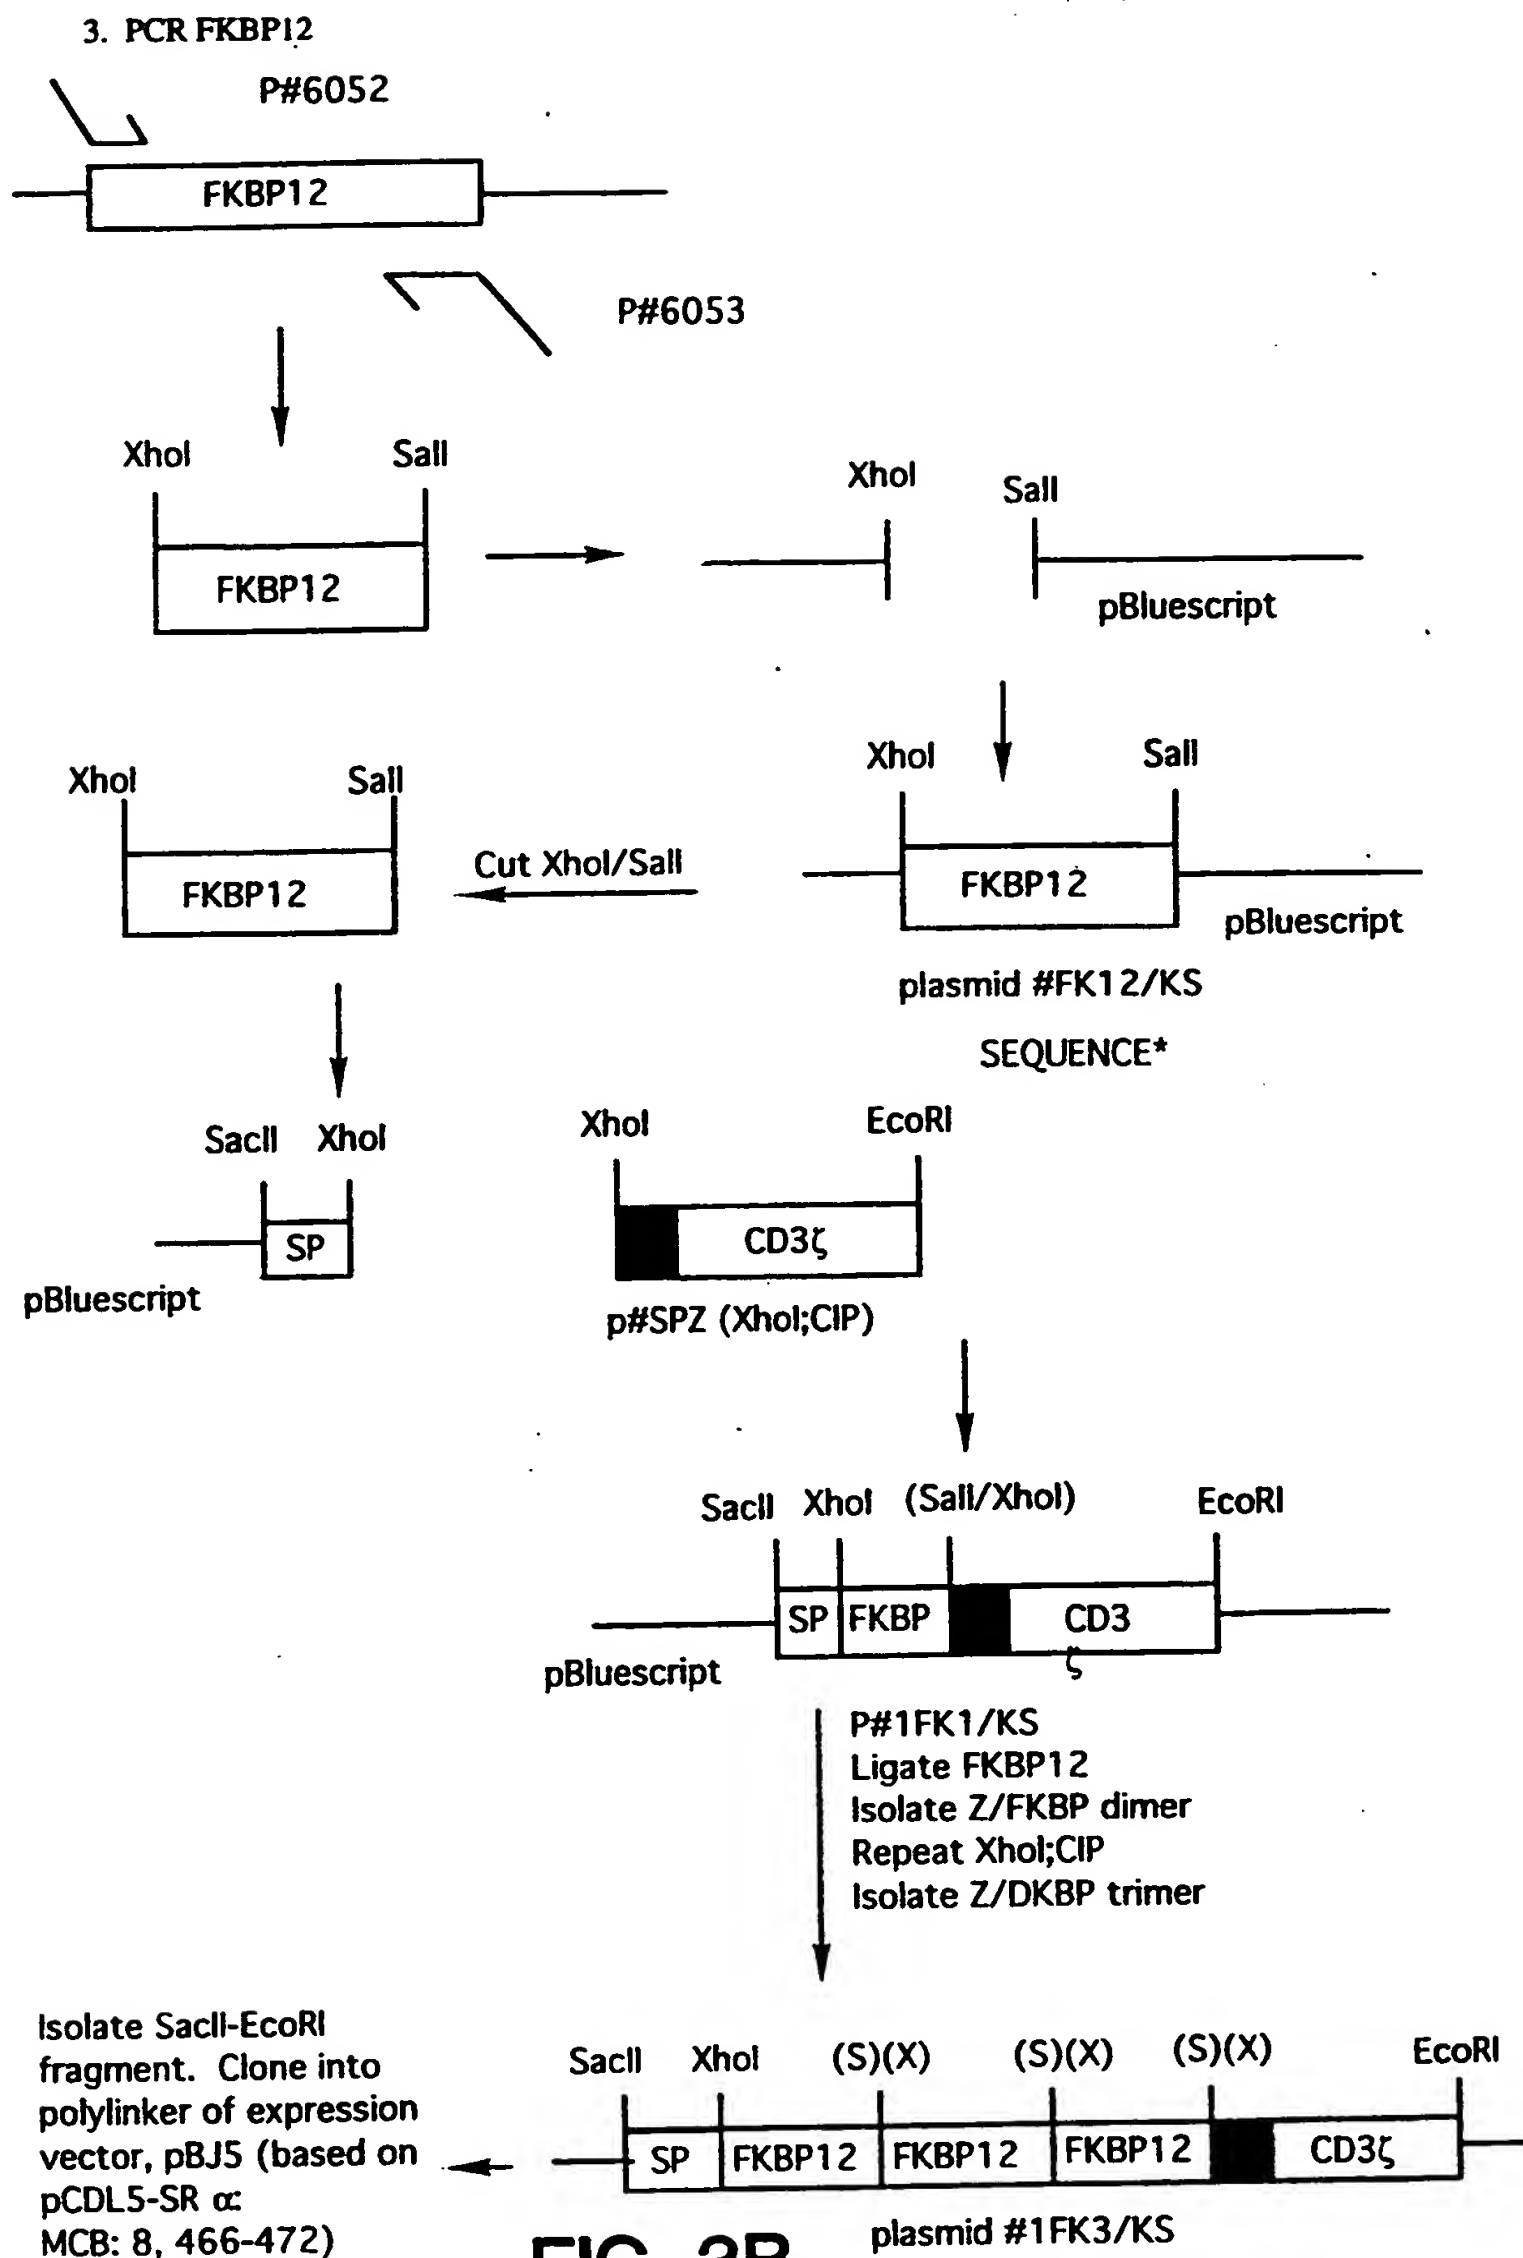 3. PCR FKBP12
P#6052
FKBP12
P#6053
XhoI SalI
FKBP12
XhoI SalI
pBluescript
XhoI SalI
FKBP12
Cut XhoI/SalI
XhoI SalI
FKBP12
pBluescript
plasmid #FK12/KS
SEQUENCE*
SacII XhoI
SP
pBluescript
XhoI EcoRI
CD3ζ
p#SPZ (XhoI;CIP)
SacII XhoI (SalI/XhoI) EcoRI
SP FKBP CD3
ζ
pBluescript
P#1FK1/KS
Ligate FKBP12
Isolate Z/FKBP dimer
Repeat XhoI;CIP
Isolate Z/DKBP trimer
Isolate SacII-EcoRI
fragment. Clone into
polylinker of expression
vector, pBJ5 (based on
pCDL5-SR α:
MCB: 8, 466-472)
SacII XhoI (S)(X) (S)(X) (S)(X) EcoRI
SP FKBP12 FKBP12 FKBP12 CD3ζ
plasmid #1FK3/KS